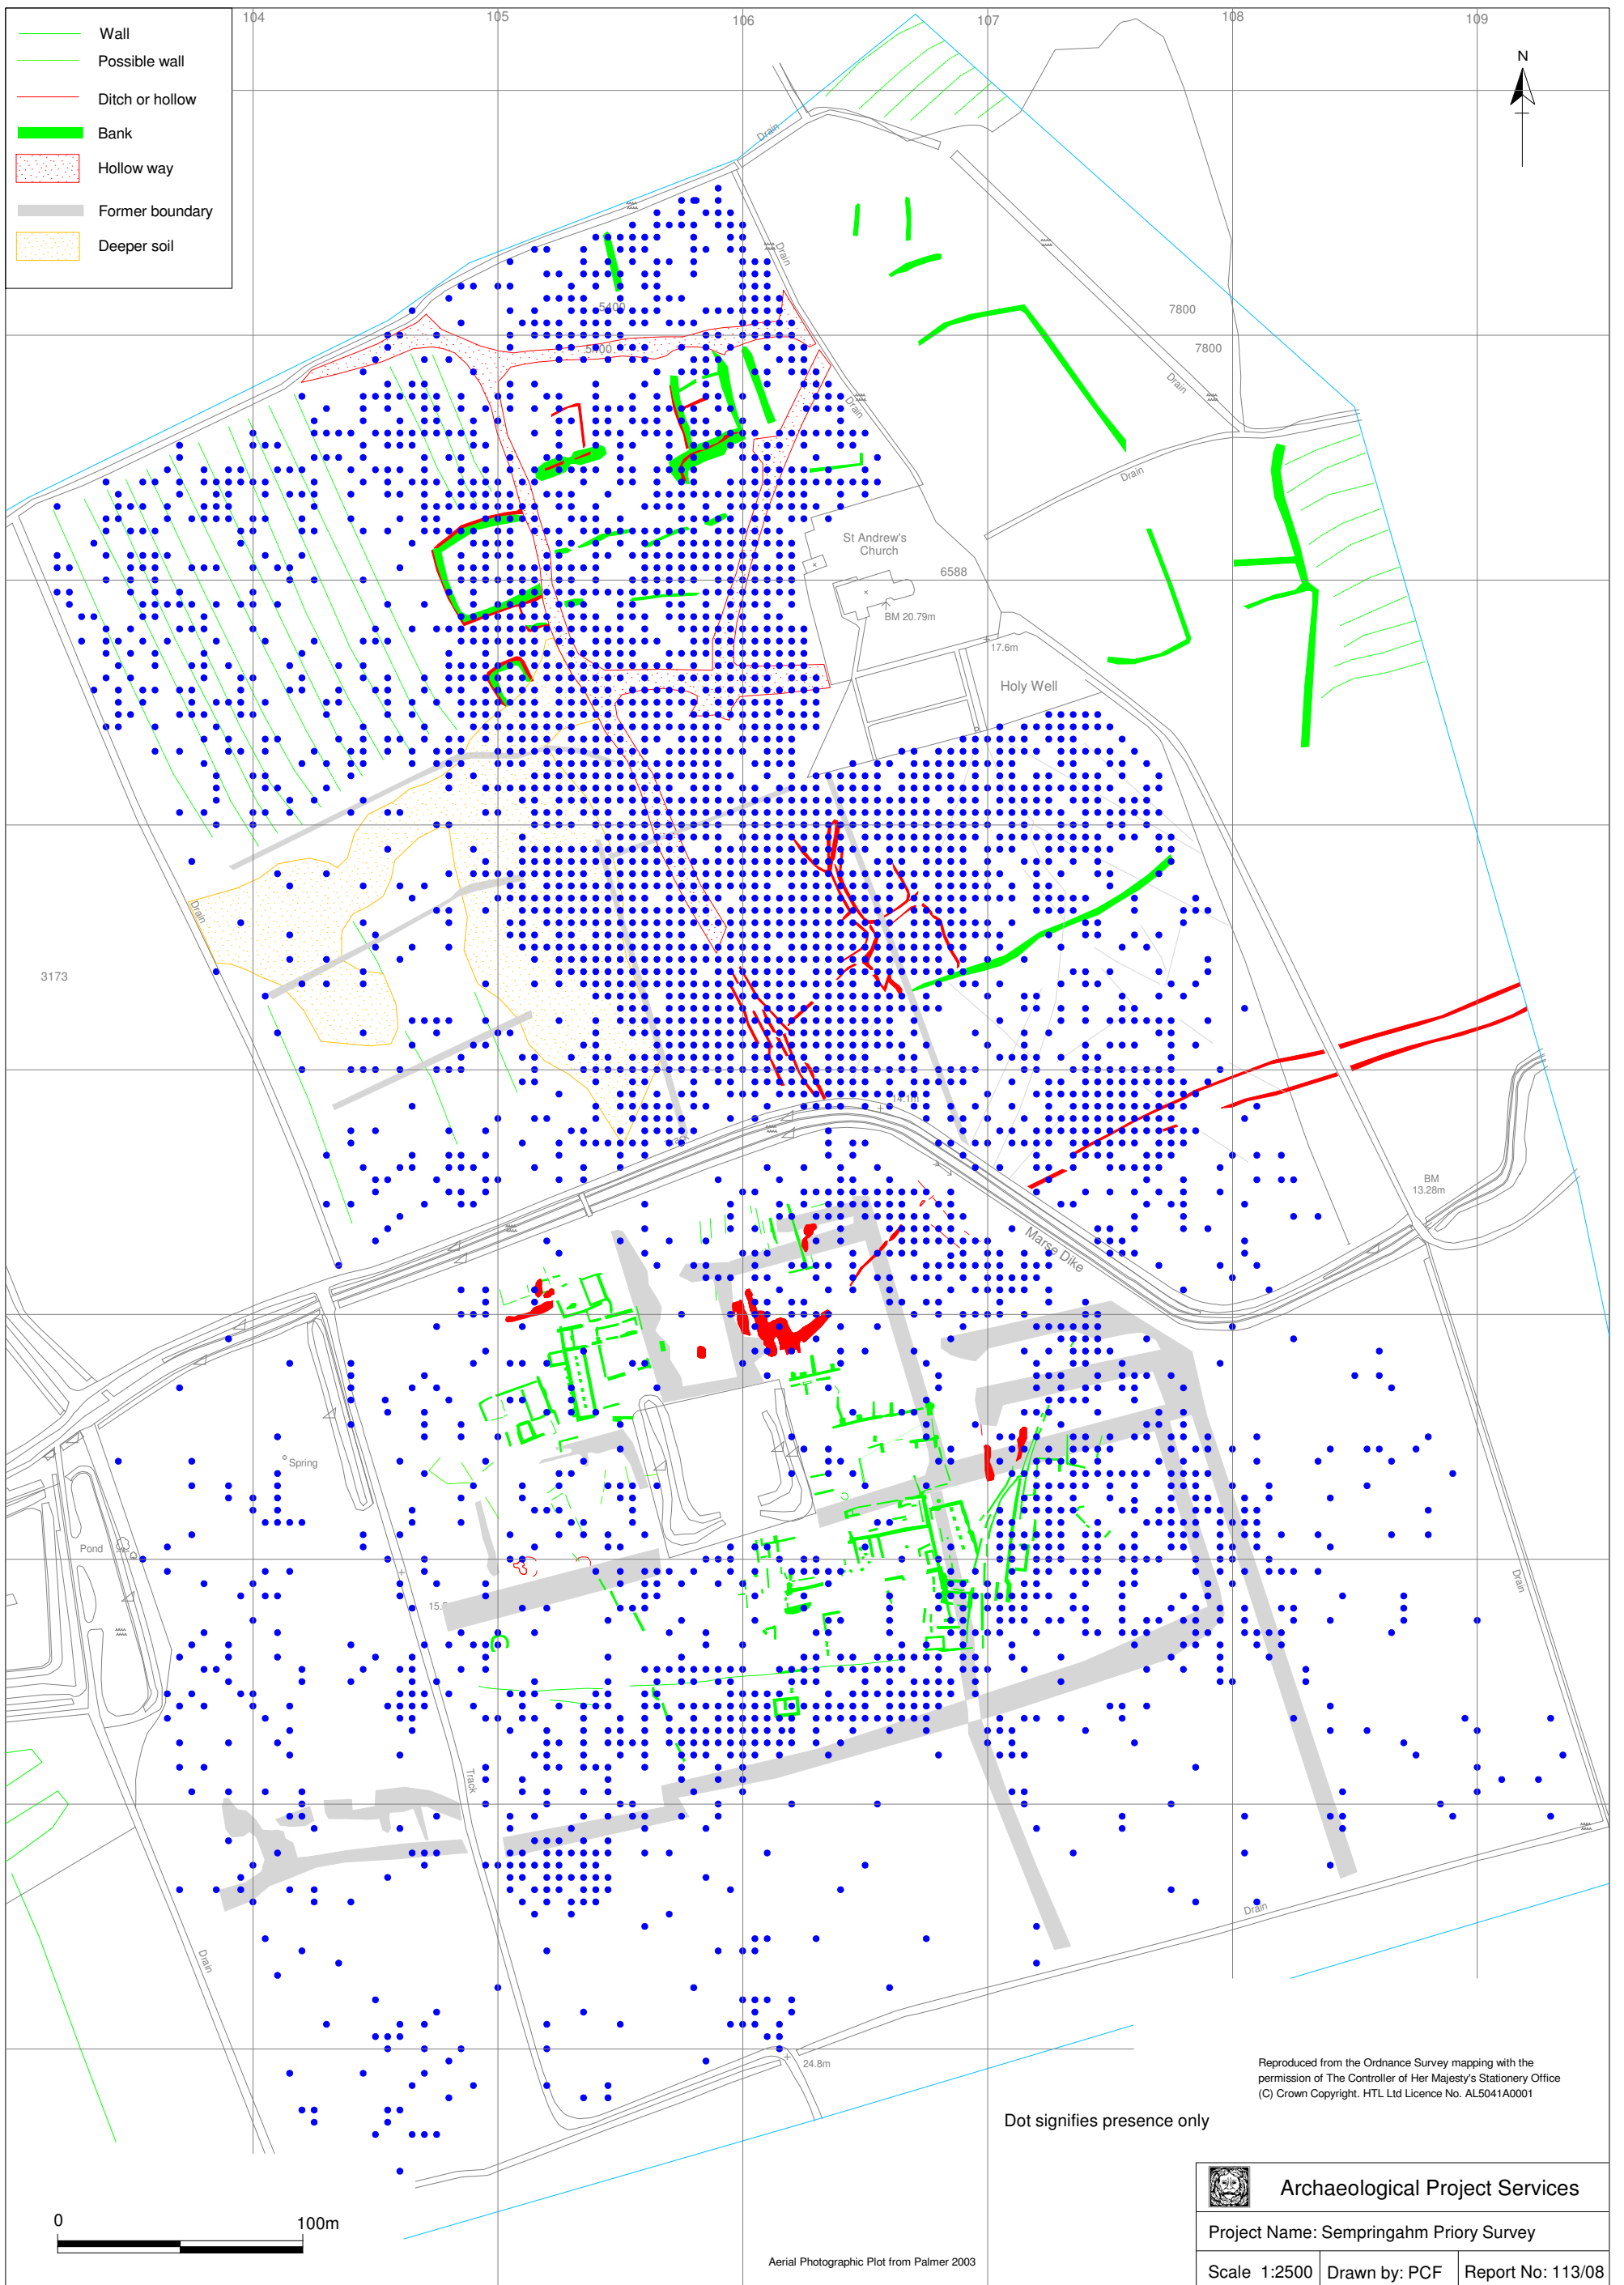 104
105
106
107
108
109
Wall
Possible wall
Ditch or hollow
Bank
Hollow way
Former boundary
Deeper soil
N
Drain
Drain
5400
5400
7800
7800
Drain
Drain
Drain
St Andrew's
Church
6588
BM 20.79m
17.6m
Holy Well
Drain
3173
14.1m
BM
13.28m
Marse Dike
Spring
Pond
Drain
Track
Drain
Drain
24.8m
Reproduced from the Ordnance Survey mapping with the
permission of The Controller of Her Majesty's Stationery Office
(C) Crown Copyright. HTL Ltd Licence No. AL5041A0001
Dot signifies presence only
Archaeological Project Services
Project Name: Sempringahm Priory Survey
Scale 1:2500
Drawn by: PCF
Report No: 113/08
0
100m
Aerial Photographic Plot from Palmer 2003